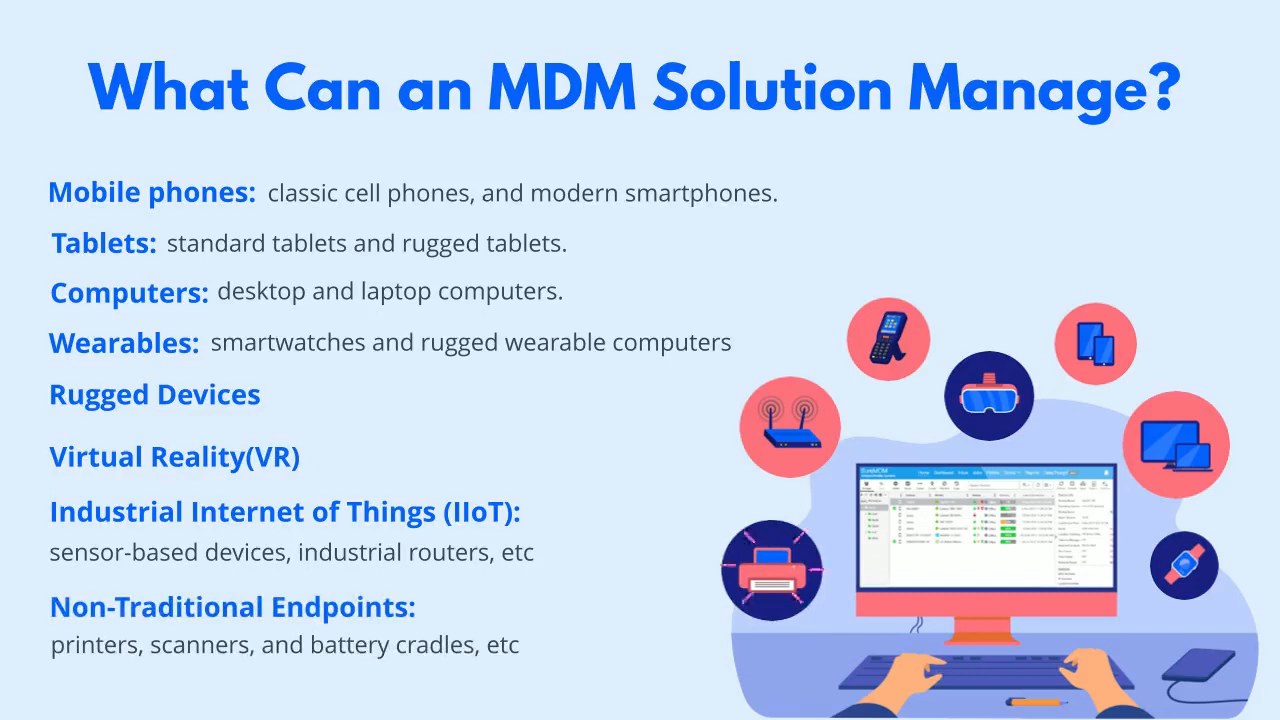 What Can an MDM Solution Manage?
Mobile phones: classic cell phones, and modern smartphones.
Tablets: standard tablets and rugged tablets.
Computers: desktop and laptop computers.
Wearables: smartwatches and rugged wearable computers
Rugged Devices
Virtual Reality(VR)
Industrial Internet of Things (IIoT):
sensor-based devices, industrial routers, etc
Non-Traditional Endpoints:
printers, scanners, and battery cradles, etc
SureMDM
Home